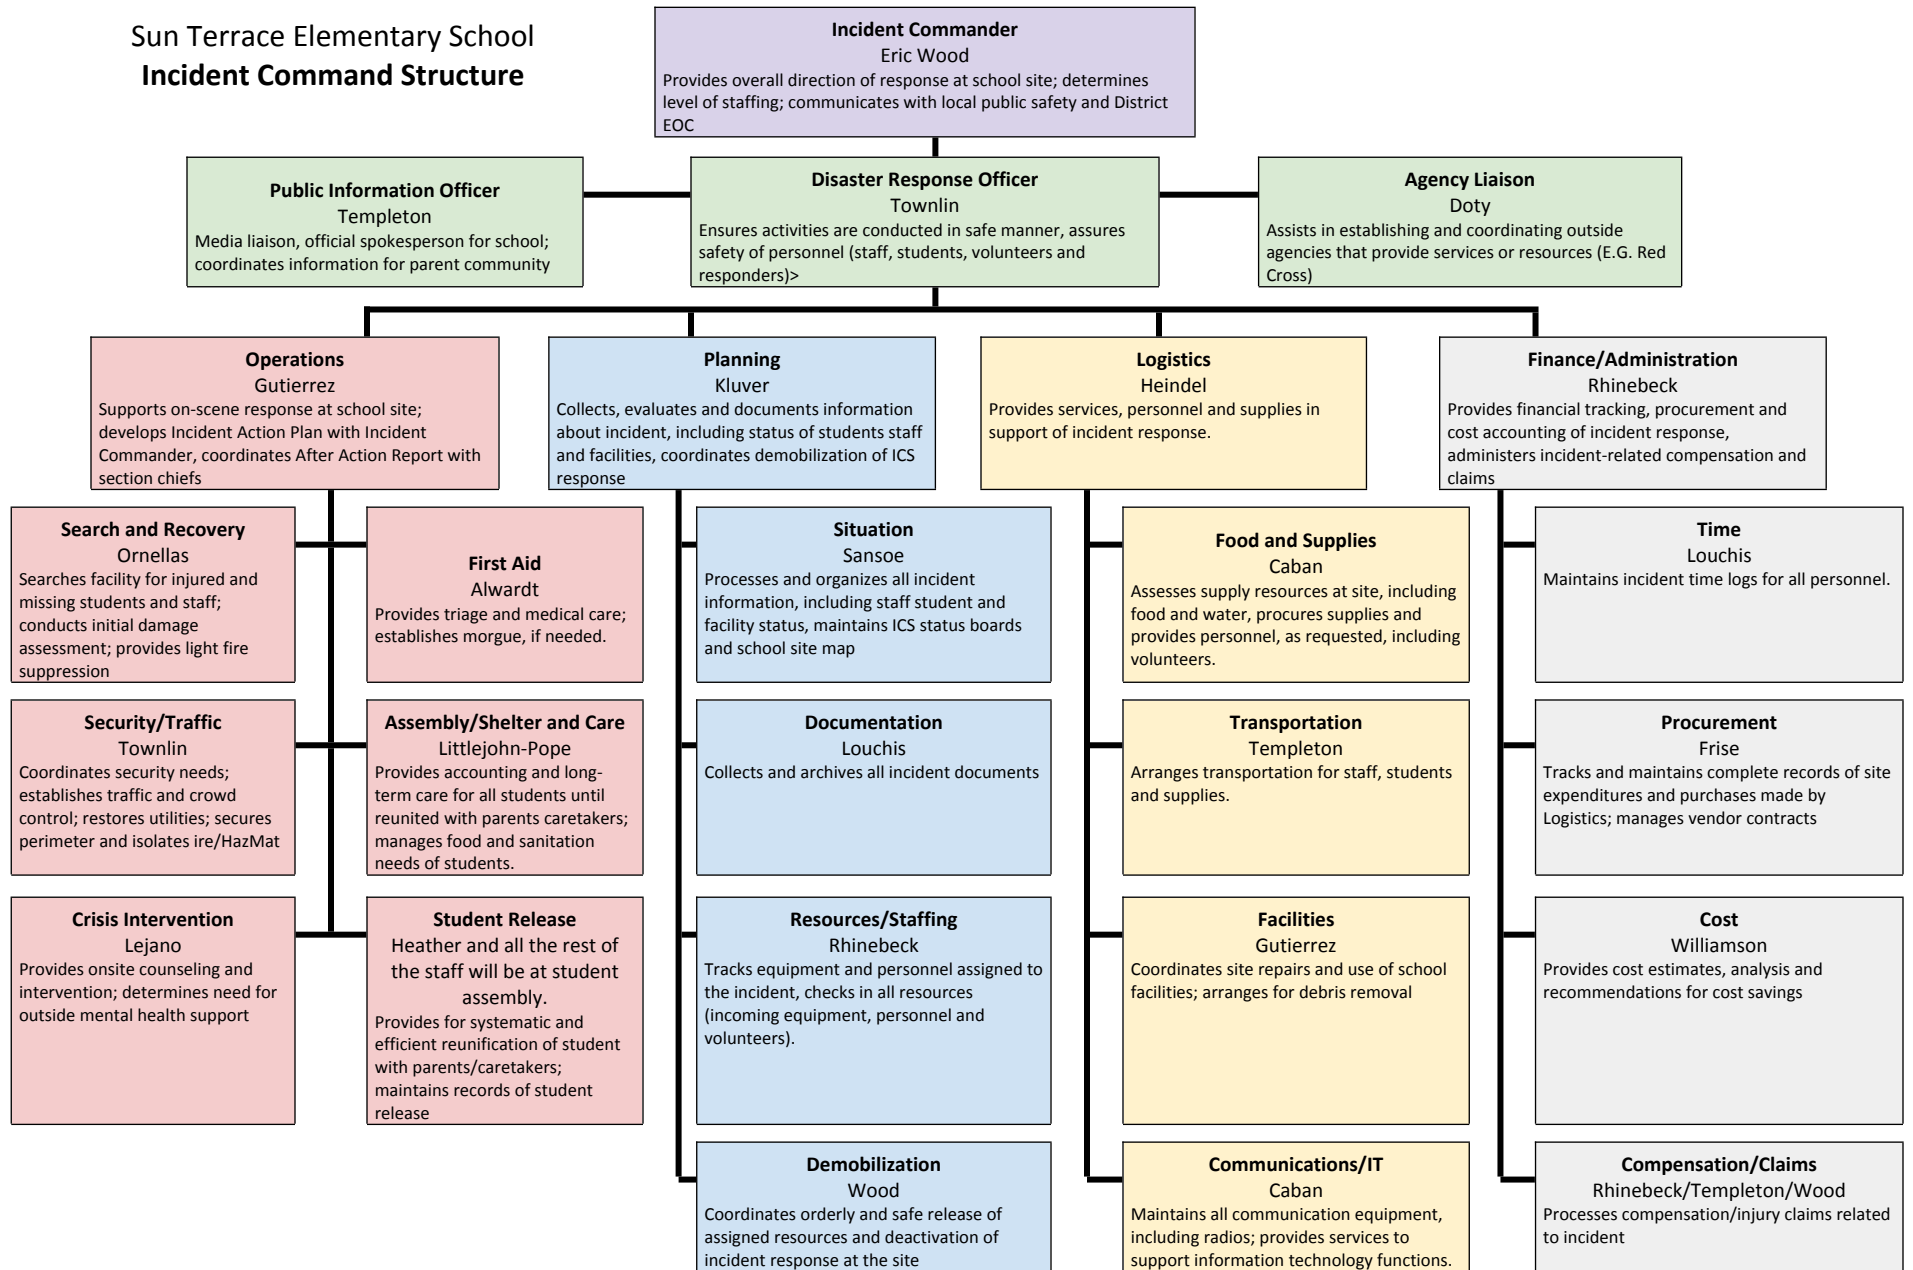 Sun Terrace Elementary School
Incident Command Structure
Incident Commander
Eric Wood
Provides overall direction of response at school site; determines
level of staffing; communicates with local public safety and District
EOC
Public Information Officer
Templeton
Media liaison, official spokesperson for school;
coordinates information for parent community
Disaster Response Officer
Townlin
Ensures activities are conducted in safe manner, assures
safety of personnel (staff, students, volunteers and
responders)>
Agency Liaison
Doty
Assists in establishing and coordinating outside
agencies that provide services or resources (E.G. Red
Cross)
Operations
Gutierrez
Supports on-scene response at school site;
develops Incident Action Plan with Incident
Commander, coordinates After Action Report with
section chiefs
Planning
Kluver
Collects, evaluates and documents information
about incident, including status of students staff
and facilities, coordinates demobilization of ICS
response
Logistics
Heindel
Provides services, personnel and supplies in
support of incident response.
Finance/Administration
Rhinebeck
Provides financial tracking, procurement and
cost accounting of incident response,
administers incident-related compensation and
claims
Search and Recovery
Ornellas
Searches facility for injured and
missing students and staff;
conducts initial damage
assessment; provides light fire
suppression
First Aid
Alwardt
Provides triage and medical care;
establishes morgue, if needed.
Situation
Sansoe
Processes and organizes all incident
information, including staff student and
facility status, maintains ICS status boards
and school site map
Food and Supplies
Caban
Assesses supply resources at site, including
food and water, procures supplies and
provides personnel, as requested, including
volunteers.
Time
Louchis
Maintains incident time logs for all personnel.
Security/Traffic
Townlin
Coordinates security needs;
establishes traffic and crowd
control; restores utilities; secures
perimeter and isolates ire/HazMat
Assembly/Shelter and Care
Littlejohn-Pope
Provides accounting and long-
term care for all students until
reunited with parents caretakers;
manages food and sanitation
needs of students.
Documentation
Louchis
Collects and archives all incident documents
Transportation
Templeton
Arranges transportation for staff, students
and supplies.
Procurement
Frise
Tracks and maintains complete records of site
expenditures and purchases made by
Logistics; manages vendor contracts
Crisis Intervention
Lejano
Provides onsite counseling and
intervention; determines need for
outside mental health support
Student Release
Heather and all the rest of
the staff will be at student
assembly.
Provides for systematic and
efficient reunification of student
with parents/caretakers;
maintains records of student
release
Resources/Staffing
Rhinebeck
Tracks equipment and personnel assigned to
the incident, checks in all resources
(incoming equipment, personnel and
volunteers).
Facilities
Gutierrez
Coordinates site repairs and use of school
facilities; arranges for debris removal
Cost
Williamson
Provides cost estimates, analysis and
recommendations for cost savings
Demobilization
Wood
Coordinates orderly and safe release of
assigned resources and deactivation of
incident response at the site
Communications/IT
Caban
Maintains all communication equipment,
including radios; provides services to
support information technology functions.
Compensation/Claims
Rhinebeck/Templeton/Wood
Processes compensation/injury claims related
to incident